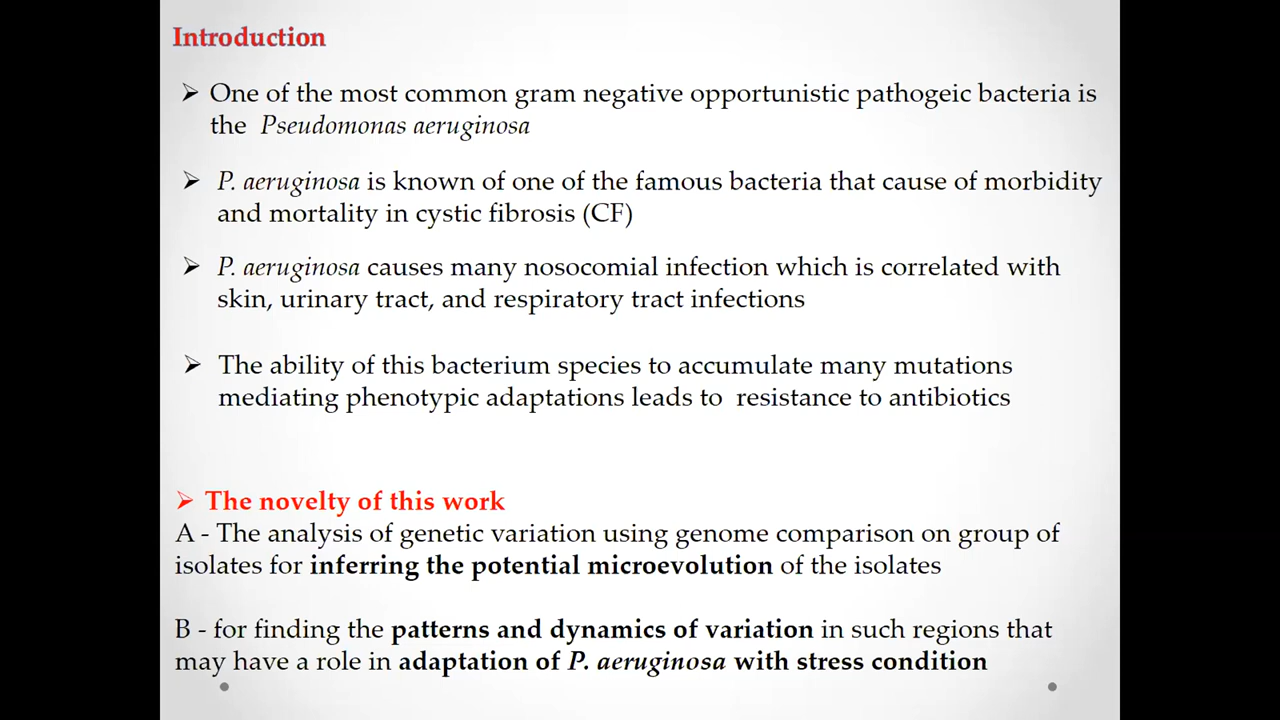 Introduction
➢ One of the most common gram negative opportunistic pathogeic bacteria is
the Pseudomonas aeruginosa
➢ P. aeruginosa is known of one of the famous bacteria that cause of morbidity
and mortality in cystic fibrosis (CF)
➢ P. aeruginosa causes many nosocomial infection which is correlated with
skin, urinary tract, and respiratory tract infections
➢ The ability of this bacterium species to accumulate many mutations
mediating phenotypic adaptations leads to resistance to antibiotics
➢ The novelty of this work
A - The analysis of genetic variation using genome comparison on group of
isolates for inferring the potential microevolution of the isolates
B - for finding the patterns and dynamics of variation in such regions that
may have a role in adaptation of P. aeruginosa with stress condition